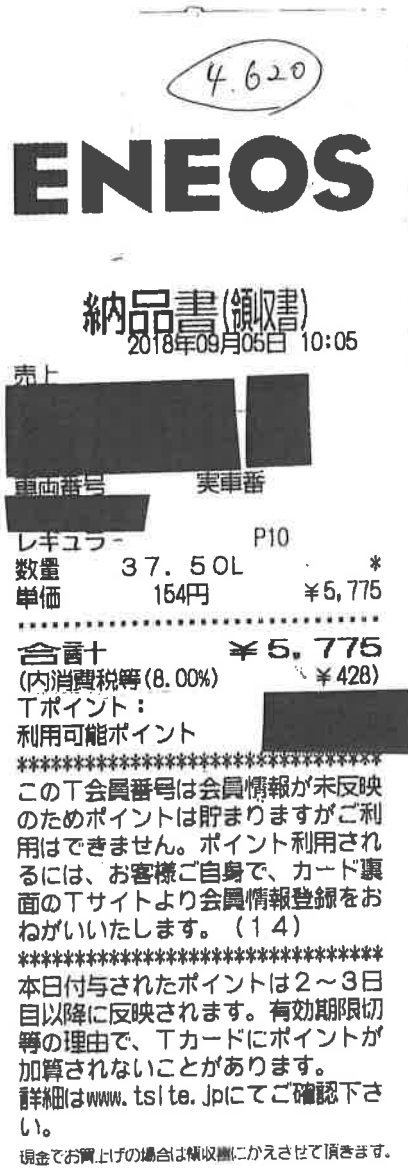 4.620
ENEOS
納品書(領収書)
2018年09月05日 10:05
売上
車両番号 実車番
レギュラー P10
数量 37.50L *
単価 154円 ¥5,775
合計 ¥5,775
(内消費税等(8.00%) ¥428)
Tポイント:
利用可能ポイント
**********************************
このT会員番号は会員情報が未反映
のためポイントは貯まりますがご利
用はできません。ポイント利用され
るには、お客様ご自身で、カード裏
面のTサイトより会員情報登録をお
ねがいいたします。(14)
**********************************
本日付与されたポイントは2~3日
目以降に反映されます。有効期限切
等の理由で、Tカードにポイントが
加算されないことがあります。
詳細はwww.tsite.jpにてご確認下さ
い。
現金でお買上げの場合は領収書にかえさせて頂きます。